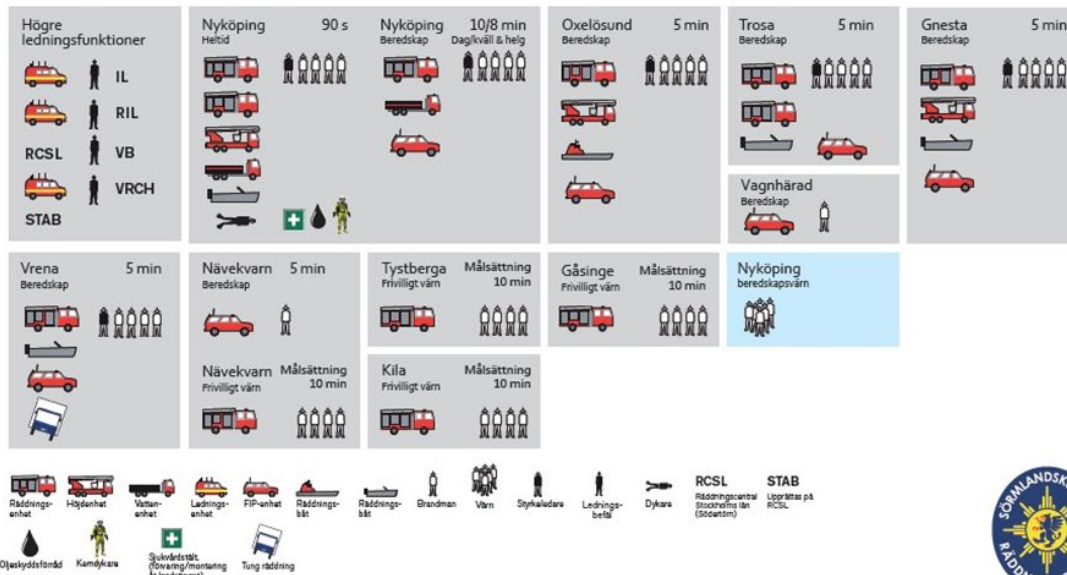 Högre
ledningsfunktioner
IL
RIL
RCSL
VB
VRCH
STAB
Nyköping 90 s
Heltid
Nyköping 10/8 min
Beredskap Dag/kväll & helg
Oxelösund 5 min
Beredskap
Trosa 5 min
Beredskap
Vagnhärad
Beredskap
Gnesta 5 min
Beredskap
Vrena 5 min
Beredskap
Nävekvarn 5 min
Beredskap
Nävekvarn Målsättning
Frivilligt värn 10 min
Tystberga Målsättning
Frivilligt värn 10 min
Kila Målsättning
Frivilligt värn 10 min
Gåsinge Målsättning
Frivilligt värn 10 min
Nyköping
beredskapsvärn
Räddnings-
enhet
Höjdenhet
Vatten-
enhet
Lednings-
enhet
FIP-enhet
Räddnings-
båt
Räddnings-
båt
Brandman
Värn
Styrkeledare
Lednings-
befäl
Dykare
RCSL
Räddningscentral
Stockholms län
(Södertörn)
STAB
Upprättas på
RCSL
Oljeskyddsförråd
Kemdykare
Sjukvårdstält
(förvaring/montering
Tung räddning
SÖRMLANDSK